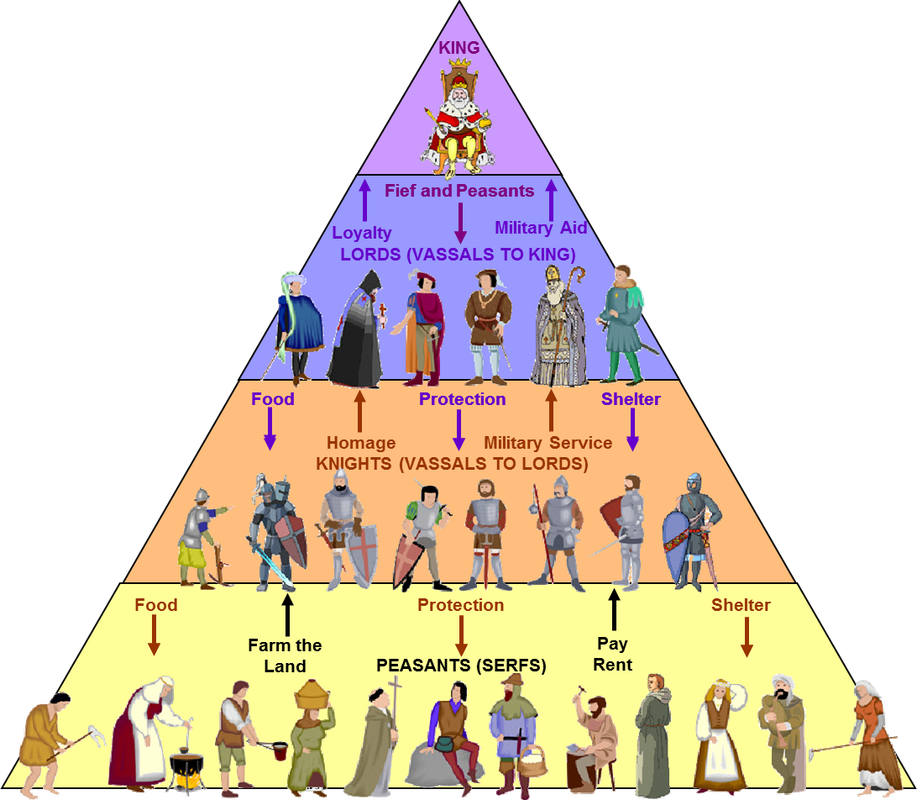 KING
Fief and Peasants
Loyalty
Military Aid
LORDS (VASSALS TO KING)
Food
Protection
Shelter
Homage
Military Service
KNIGHTS (VASSALS TO LORDS)
Food
Protection
Shelter
Farm the
Land
Pay
Rent
PEASANTS (SERFS)